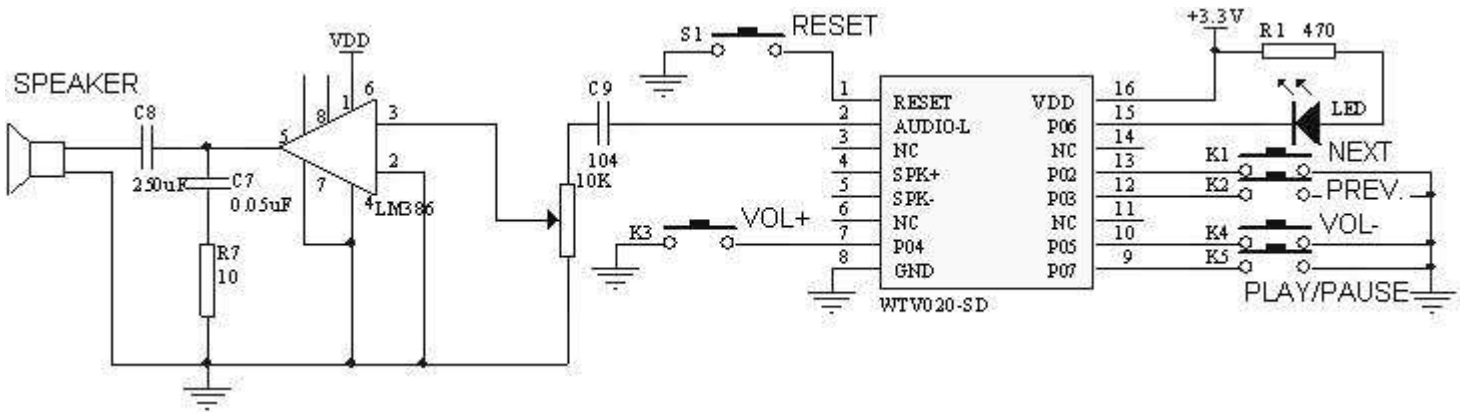 SPEAKER
C8
250uF
C7
0.05uF
R7
10
VDD
6
1
8
5
7
3
2
4
LM386
C9
104
10K
S1
RESET
K3
VOL+
1
RESET
2
AUDIO-L
3
NC
4
SPK+
5
SPK-
6
NC
7
P04
8
GND
VDD
16
P06
15
NC
14
P02
13
P03
12
NC
11
P05
10
P07
9
WTV020-SD
+3.3V
R1 470
LED
K1
NEXT
K2
PREV.
K4
VOL-
K5
PLAY/PAUSE